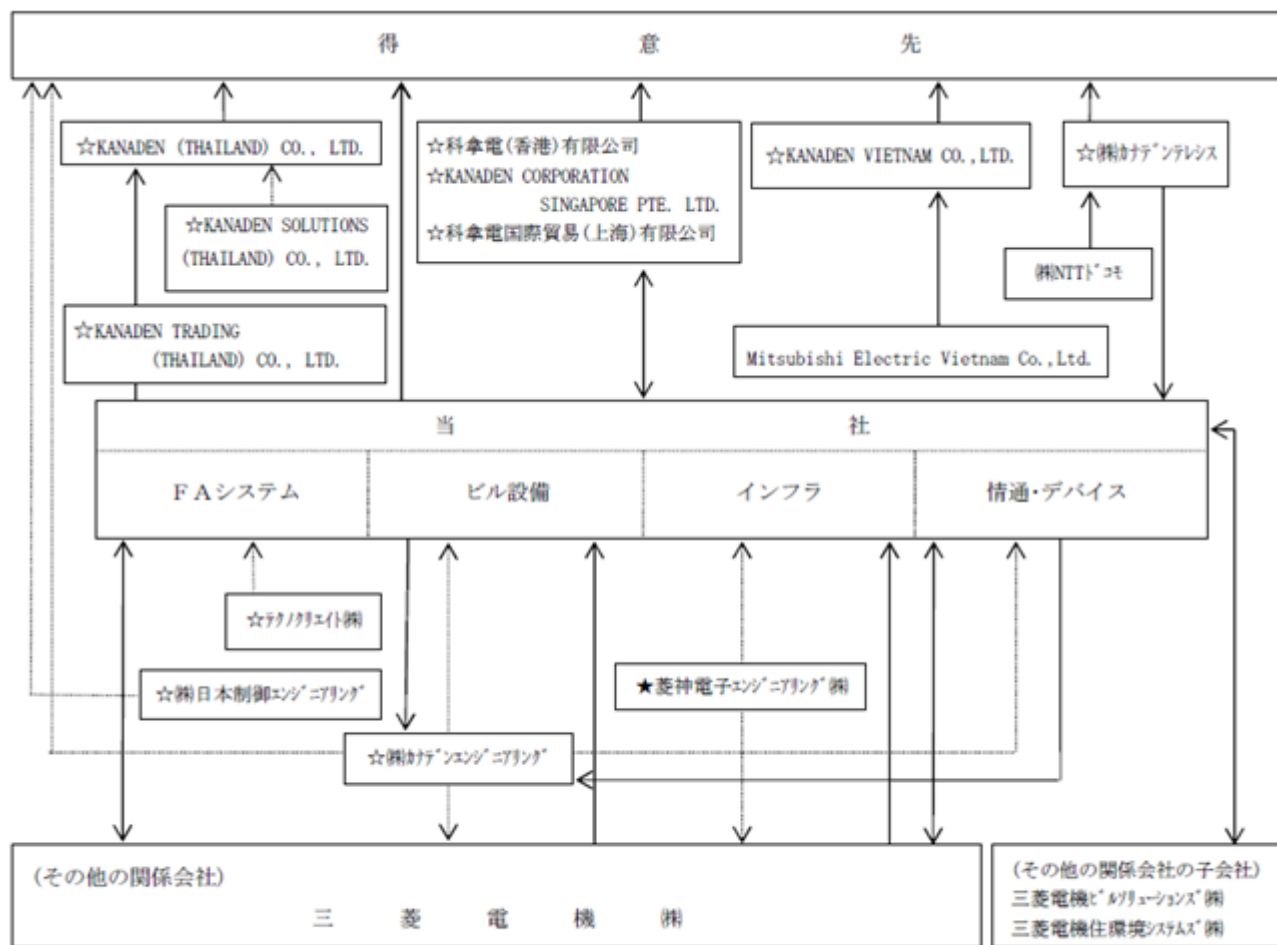 得意先
☆KANADEN (THAILAND) CO., LTD.
☆科拿電(香港)有限公司
☆KANADEN CORPORATION
SINGAPORE PTE. LTD.
☆科拿電国際貿易(上海)有限公司
☆KANADEN VIETNAM CO.,LTD.
☆㈱ｶﾅﾃﾞﾝﾃﾚｼｽ
☆KANADEN SOLUTIONS
(THAILAND) CO., LTD.
㈱NTTﾄﾞｺﾓ
☆KANADEN TRADING
(THAILAND) CO., LTD.
Mitsubishi Electric Vietnam Co.,Ltd.
当社
ＦＡシステム
ビル設備
インフラ
情通・デバイス
☆ﾃｸﾉｸﾘｴｲﾄ㈱
☆㈱日本制御ｴﾝｼﾞﾆｱﾘﾝｸﾞ
★菱神電子ｴﾝｼﾞﾆｱﾘﾝｸﾞ㈱
☆㈱ｶﾅﾃﾞﾝｴﾝｼﾞﾆｱﾘﾝｸﾞ
(その他の関係会社)
三菱電機㈱
(その他の関係会社の子会社)
三菱電機ﾋﾞﾙｿﾘｭｰｼｮﾝｽﾞ㈱
三菱電機住環境ｼｽﾃﾑｽﾞ㈱